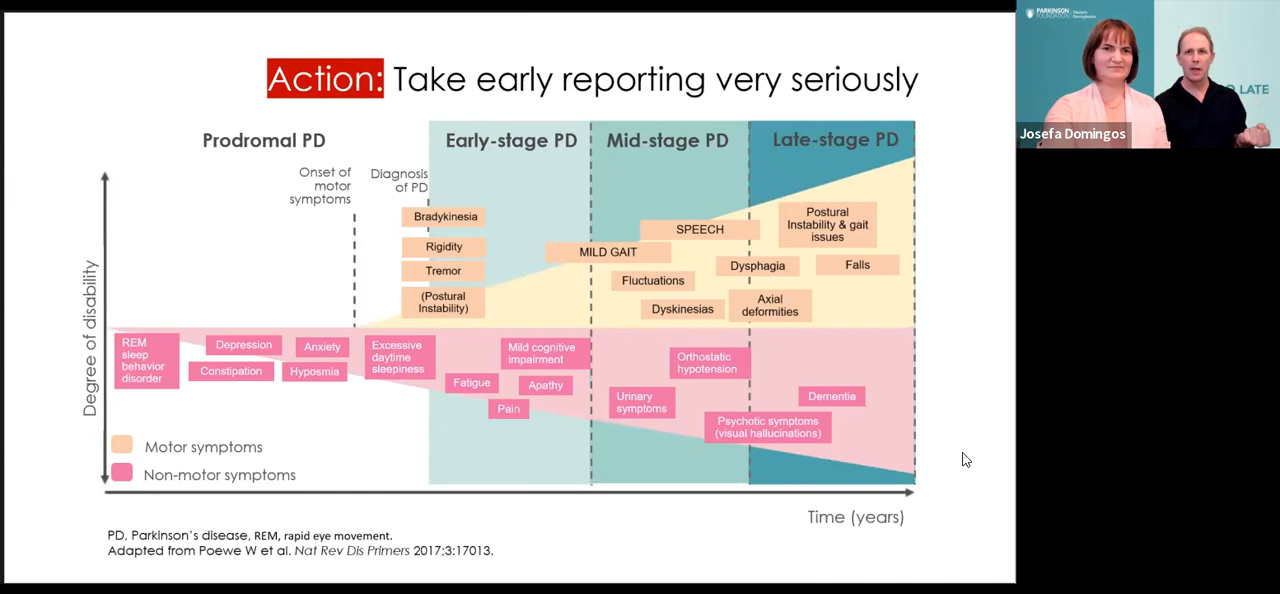 Action: Take early reporting very seriously
Prodromal PD
Early-stage PD
Mid-stage PD
Late-stage PD
Onset of
motor
symptoms
Diagnosis
of PD
Bradykinesia
Rigidity
Tremor
(Postural
Instability)
MILD GAIT
SPEECH
Fluctuations
Dyskinesias
Dysphagia
Axial
deformities
Postural
Instability & gait
issues
Falls
Degree of disability
REM
sleep
behavior
disorder
Depression
Constipation
Anxiety
Hyposmia
Excessive
daytime
sleepiness
Fatigue
Mild cognitive
impairment
Apathy
Pain
Urinary
symptoms
Orthostatic
hypotension
Psychotic symptoms
(visual hallucinations)
Dementia
Motor symptoms
Non-motor symptoms
Time (years)
PD, Parkinson's disease, REM, rapid eye movement.
Adapted from Poewe W et al. Nat Rev Dis Primers 2017;3:17013.
PARKINSON
FOUNDATION
Western
Pennsylvania
LATE
Josefa Domingos